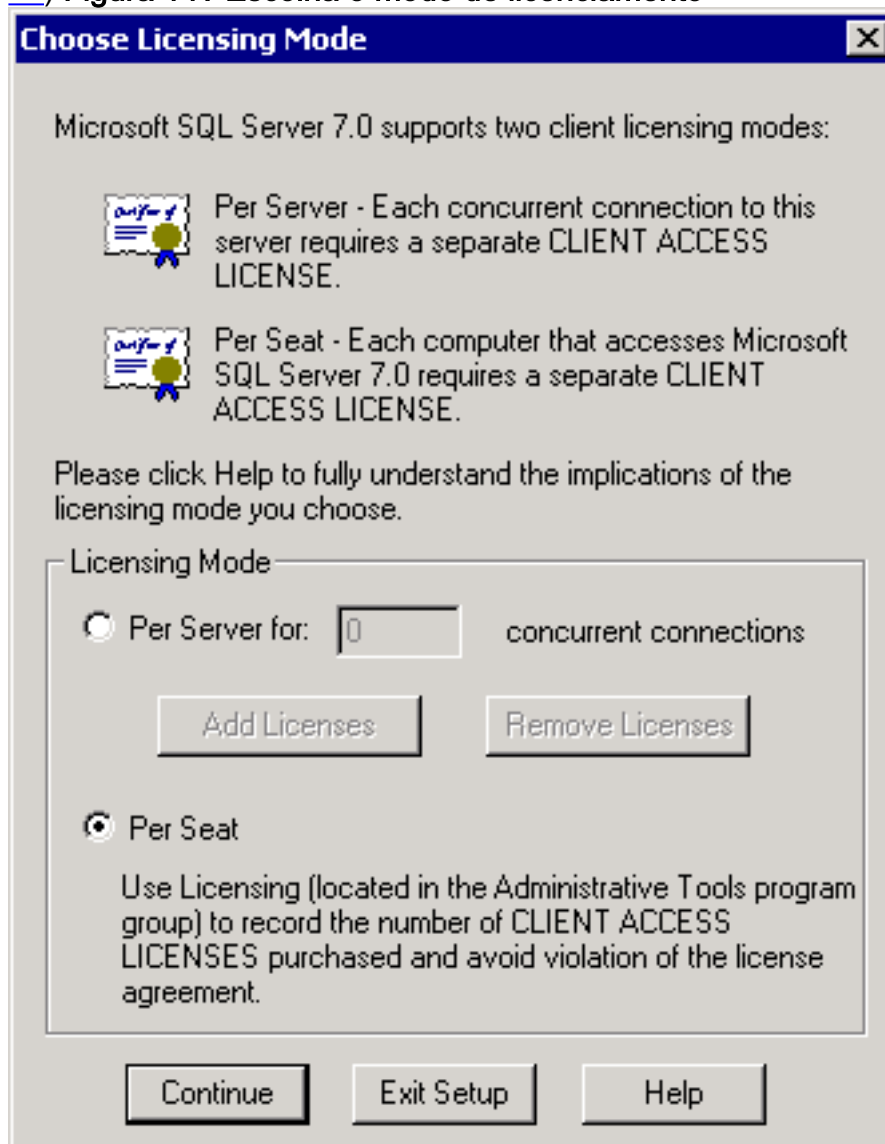 Choose Licensing Mode
Microsoft SQL Server 7.0 supports two client licensing modes:
Per Server - Each concurrent connection to this
server requires a separate CLIENT ACCESS
LICENSE.
Per Seat - Each computer that accesses Microsoft
SQL Server 7.0 requires a separate CLIENT
ACCESS LICENSE.
Please click Help to fully understand the implications of the
licensing mode you choose.
Licensing Mode
Per Server for: 0 concurrent connections
Add Licenses Remove Licenses
Per Seat
Use Licensing (located in the Administrative Tools program
group) to record the number of CLIENT ACCESS
LICENSES purchased and avoid violation of the license
agreement.
Continue Exit Setup Help